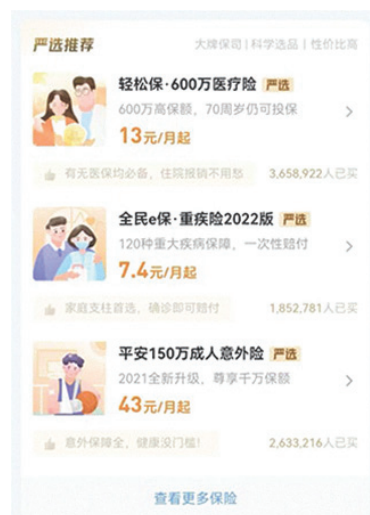 严选推荐 大牌保司 | 科学选品 | 性价比高
轻松保·600万医疗险 严选
600万高保额，70周岁仍可投保
13元/月起
有无医保均必备，住院报销不用愁 3,658,922人已买
全民e保·重疾险2022版 严选
120种重大疾病保障，一次性赔付
7.4元/月起
家庭支柱首选，确诊即可赔付 1,852,781人已买
平安150万成人意外险 严选
2021全新升级，尊享千万保额
43元/月起
意外保障全，健康没门槛！ 2,633,216人已买
查看更多保险